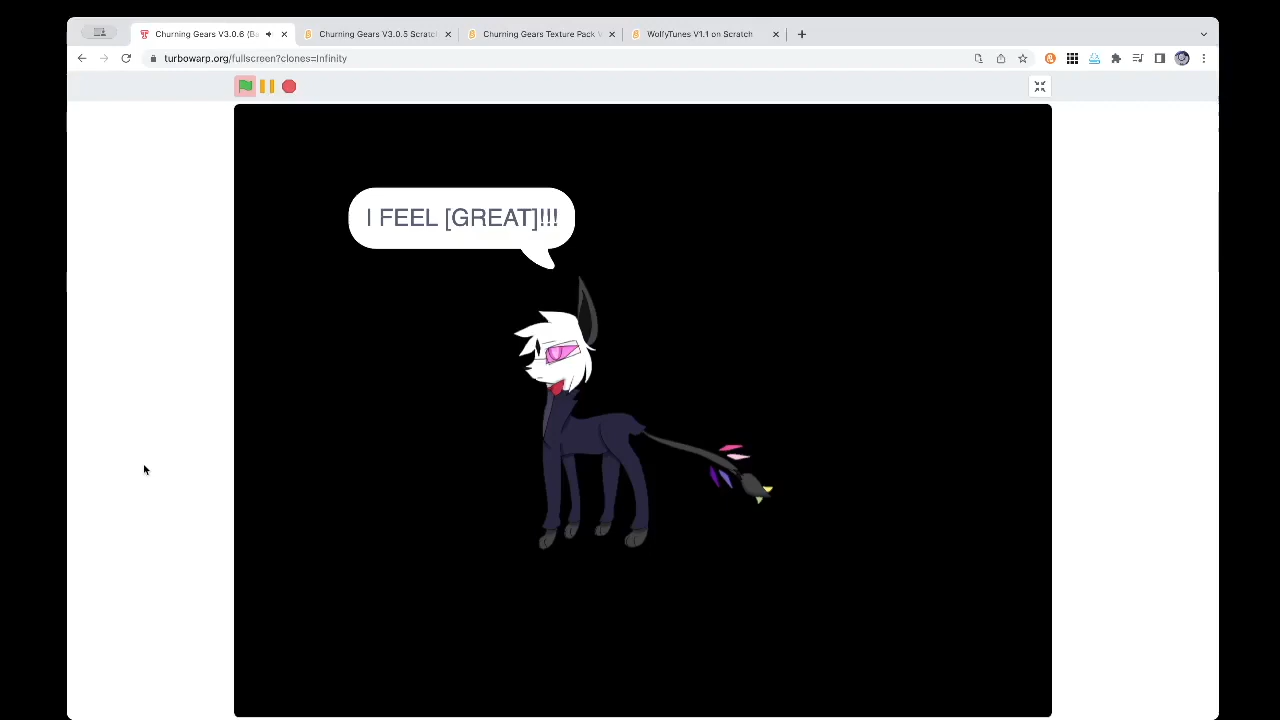 Churning Gears V3.0.6 (Ba
Churning Gears V3.0.5 Scratch
Churning Gears Texture Pack V
WolfyTunes V1.1 on Scratch
turbowarp.org/fullscreen?clones=Infinity
I FEEL [GREAT]!!!